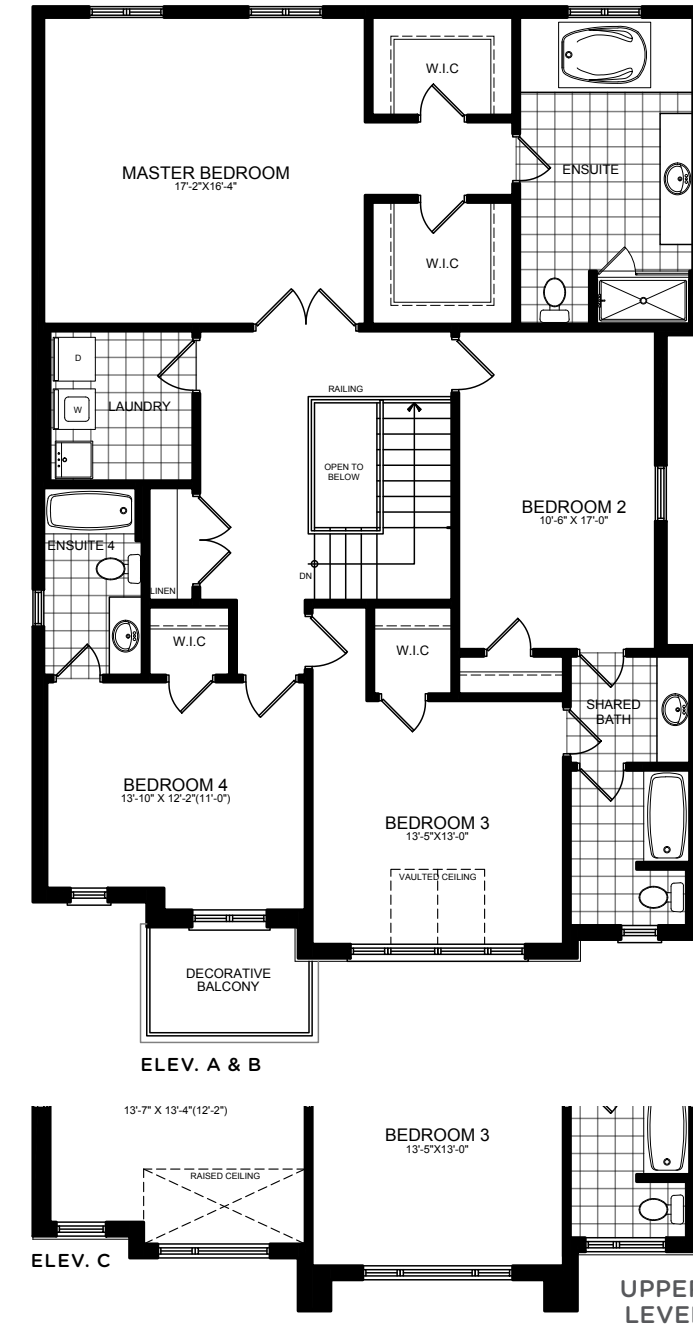 W.I.C
MASTER BEDROOM
17'-2"X16'-4"
ENSUITE
W.I.C
D
W
LAUNDRY
RAILING
OPEN TO
BELOW
BEDROOM 2
10'-6" X 17'-0"
ENSUITE 4
LINEN
DN
W.I.C
W.I.C
SHARED
BATH
BEDROOM 4
13'-10" X 12'-2"(11'-0")
BEDROOM 3
13'-5"X13'-0"
VAULTED CEILING
DECORATIVE
BALCONY
ELEV. A & B
13'-7" X 13'-4"(12'-2")
BEDROOM 3
13'-5"X13'-0"
RAISED CEILING
ELEV. C
UPPER
LEVEL